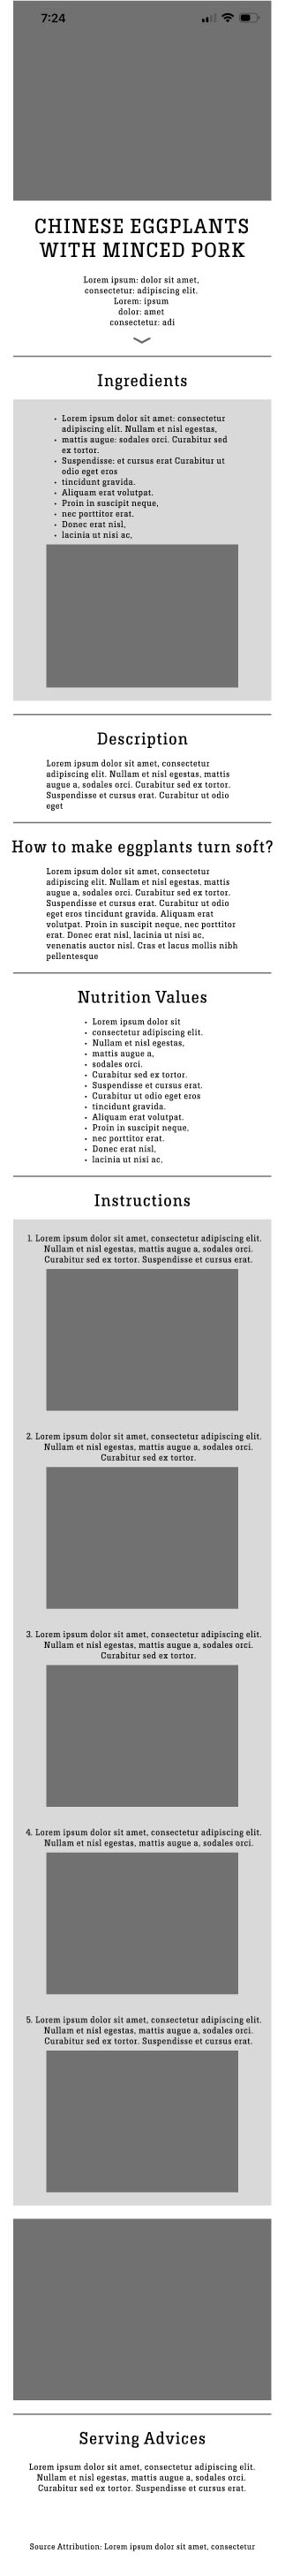 7:24
CHINESE EGGPLANTS
WITH MINCED PORK
Lorem ipsum: dolor sit amet,
consectetur: adipiscing elit.
Lorem: ipsum
dolor: amet
consectetur: adi
Ingredients
• Lorem ipsum dolor sit amet: consectetur
adipiscing elit. Nullam et nisl egestas,
• mattis augue: sodales orci. Curabitur sed
ex tortor.
• Suspendisse: et cursus erat Curabitur ut
odio eget eros
• tincidunt gravida.
• Aliquam erat volutpat.
• Proin in suscipit neque,
• nec porttitor erat.
• Donec erat nisl,
• lacinia ut nisi ac,
Description
Lorem ipsum dolor sit amet, consectetur
adipiscing elit. Nullam et nisl egestas, mattis
augue a, sodales orci. Curabitur sed ex tortor.
Suspendisse et cursus erat. Curabitur ut odio
eget
How to make eggplants turn soft?
Lorem ipsum dolor sit amet, consectetur
adipiscing elit. Nullam et nisl egestas, mattis
augue a, sodales orci. Curabitur sed ex tortor.
Suspendisse et cursus erat. Curabitur ut odio
eget eros tincidunt gravida. Aliquam erat
volutpat. Proin in suscipit neque, nec porttitor
erat. Donec erat nisl, lacinia ut nisi ac,
venenatis auctor nisl. Cras et lacus mollis nibh
pellentesque
Nutrition Values
• Lorem ipsum dolor sit
• consectetur adipiscing elit.
• Nullam et nisl egestas,
• mattis augue a,
• sodales orci.
• Curabitur sed ex tortor.
• Suspendisse et cursus erat.
• Curabitur ut odio eget eros
• tincidunt gravida.
• Aliquam erat volutpat.
• Proin in suscipit neque,
• nec porttitor erat.
• Donec erat nisl,
• lacinia ut nisi ac,
Instructions
1. Lorem ipsum dolor sit amet, consectetur adipiscing elit.
Nullam et nisl egestas, mattis augue a, sodales orci.
Curabitur sed ex tortor. Suspendisse et cursus erat.
2. Lorem ipsum dolor sit amet, consectetur adipiscing elit.
Nullam et nisl egestas, mattis augue a, sodales orci.
Curabitur sed ex tortor.
3. Lorem ipsum dolor sit amet, consectetur adipiscing elit.
Nullam et nisl egestas, mattis augue a, sodales orci.
Curabitur sed ex tortor.
4. Lorem ipsum dolor sit amet, consectetur adipiscing elit.
Nullam et nisl egestas, mattis augue a, sodales orci.
5. Lorem ipsum dolor sit amet, consectetur adipiscing elit.
Nullam et nisl egestas, mattis augue a, sodales orci.
Curabitur sed ex tortor. Suspendisse et cursus erat.
Serving Advices
Lorem ipsum dolor sit amet, consectetur adipiscing elit.
Nullam et nisl egestas, mattis augue a, sodales orci.
Curabitur sed ex tortor. Suspendisse et cursus erat.
Source Attribution: Lorem ipsum dolor sit amet, consectetur